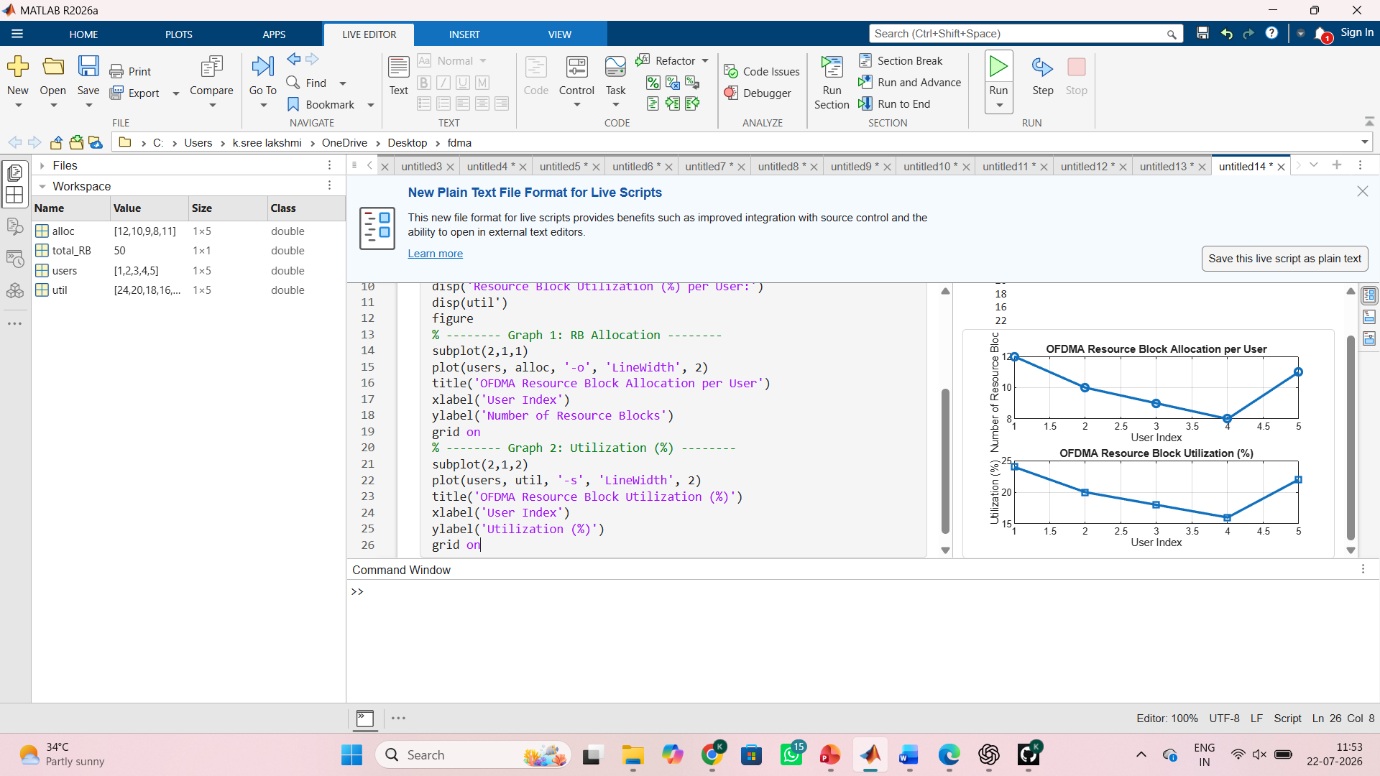 MATLAB R2026a
HOME PLOTS APPS LIVE EDITOR INSERT VIEW Search (Ctrl+Shift+Space) 1 Sign In
New Open Save Print Export Compare
Go To Find Bookmark
Text Aa Normal B I U M
Code Control Task Refactor
Code Issues Debugger
Run Section Section Break Run and Advance Run to End
Run Step Stop
FILE NAVIGATE TEXT CODE ANALYZE SECTION RUN
C: › Users › k.sree lakshmi › OneDrive › Desktop › fdma
Files
Workspace
Name Value Size Class
alloc [12,10,9,8,11] 1×5 double
total_RB 50 1×1 double
users [1,2,3,4,5] 1×5 double
util [24,20,18,16,... 1×5 double
untitled3 untitled4 * untitled5 * untitled6 * untitled7 * untitled8 * untitled9 * untitled10 * untitled11 * untitled12 * untitled13 * untitled14 *
New Plain Text File Format for Live Scripts
This new file format for live scripts provides benefits such as improved integration with source control and the
ability to open in external text editors.
Learn more
Save this live script as plain text
10 disp('Resource Block Utilization (%) per User:')
11 disp(util')
12 figure
13 % -------- Graph 1: RB Allocation --------
14 subplot(2,1,1)
15 plot(users, alloc, '-o', 'LineWidth', 2)
16 title('OFDMA Resource Block Allocation per User')
17 xlabel('User Index')
18 ylabel('Number of Resource Blocks')
19 grid on
20 % -------- Graph 2: Utilization (%) --------
21 subplot(2,1,2)
22 plot(users, util, '-s', 'LineWidth', 2)
23 title('OFDMA Resource Block Utilization (%)')
24 xlabel('User Index')
25 ylabel('Utilization (%)')
26 grid on
18
16
22
OFDMA Resource Block Allocation per User
Number of Resource Bloc
12
10
8
1 1.5 2 2.5 3 3.5 4 4.5 5
User Index
OFDMA Resource Block Utilization (%)
Utilization (%)
25
20
15
1 1.5 2 2.5 3 3.5 4 4.5 5
User Index
Command Window
>>
Editor: 100% UTF-8 LF Script Ln 26 Col 8
34°C
Partly sunny
Search
15
ENG
IN
11:53
22-07-2026